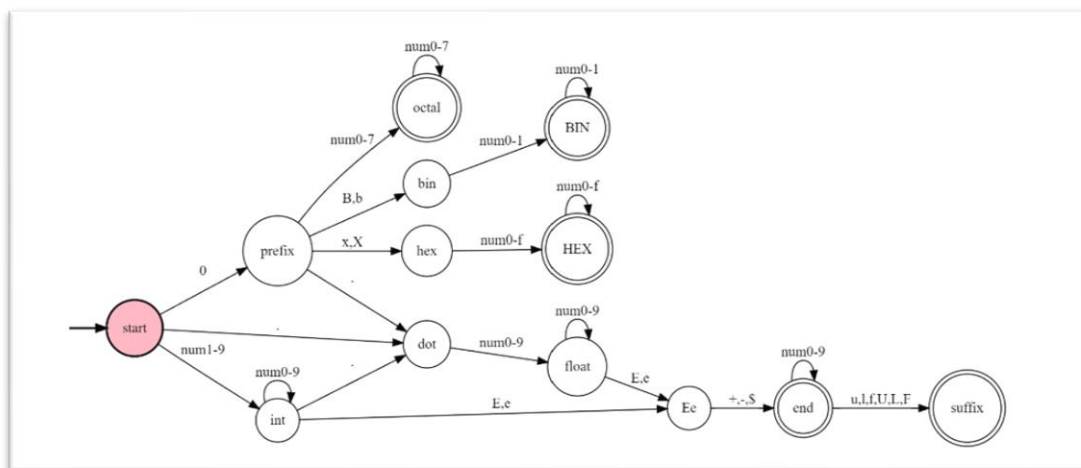 num0-7
octal
num0-1
BIN
num0-7
num0-1
bin
B,b
num0-f
prefix
x,X
hex
num0-f
HEX
0
.
start
.
dot
num0-9
num0-9
float
num1-9
.
num0-9
int
E,e
E,e
Ee
+,-,$
num0-9
end
u,l,f,U,L,F
suffix